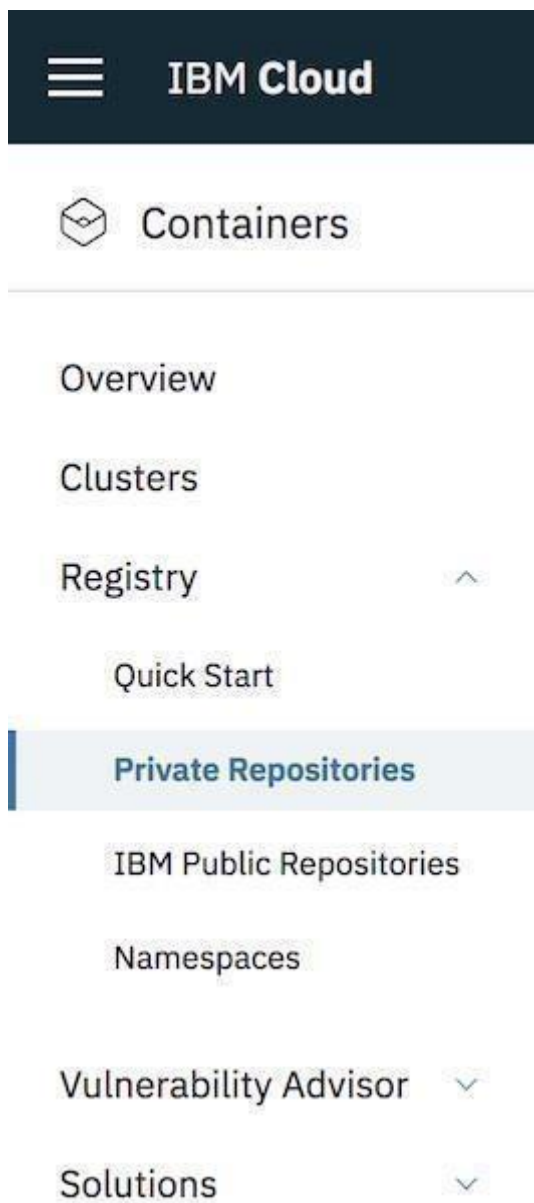 IBM Cloud
Containers
Overview
Clusters
Registry
Quick Start
Private Repositories
IBM Public Repositories
Namespaces
Vulnerability Advisor
Solutions